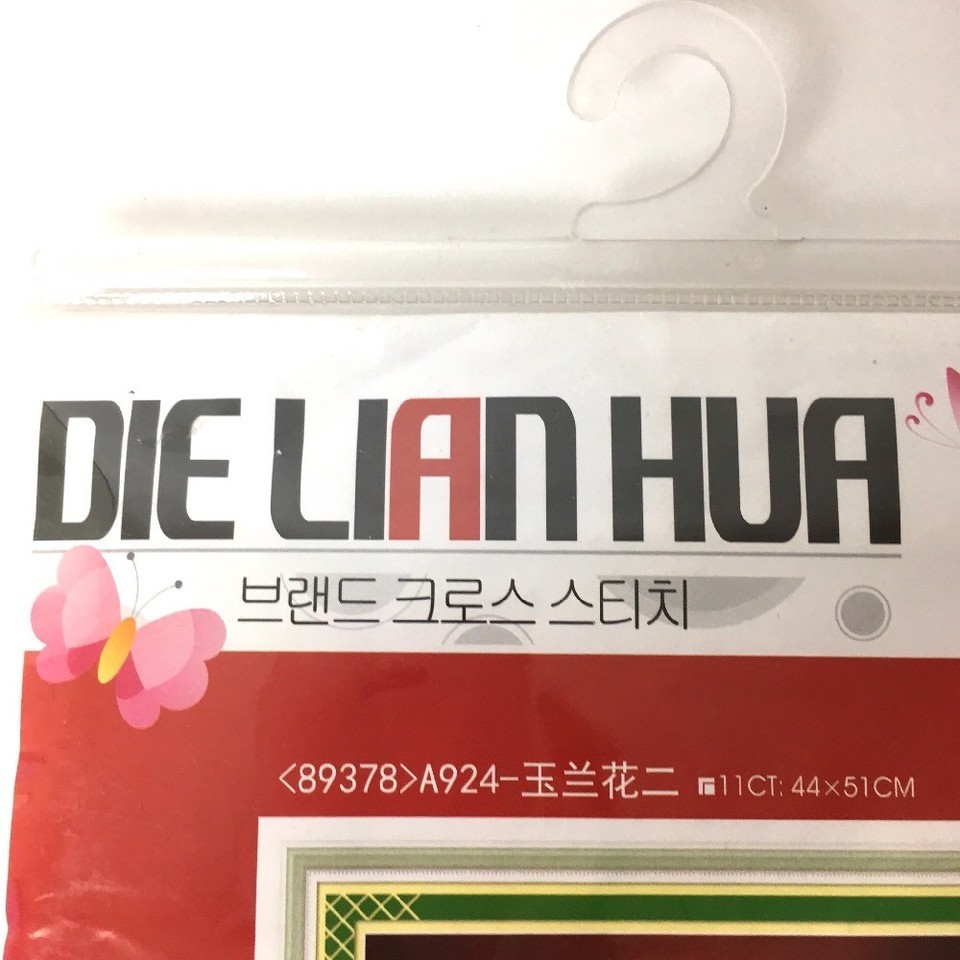 DIE LIAN HUA
브랜드 크로스 스티치
<89378>A924-玉兰花二 11CT: 44×51CM